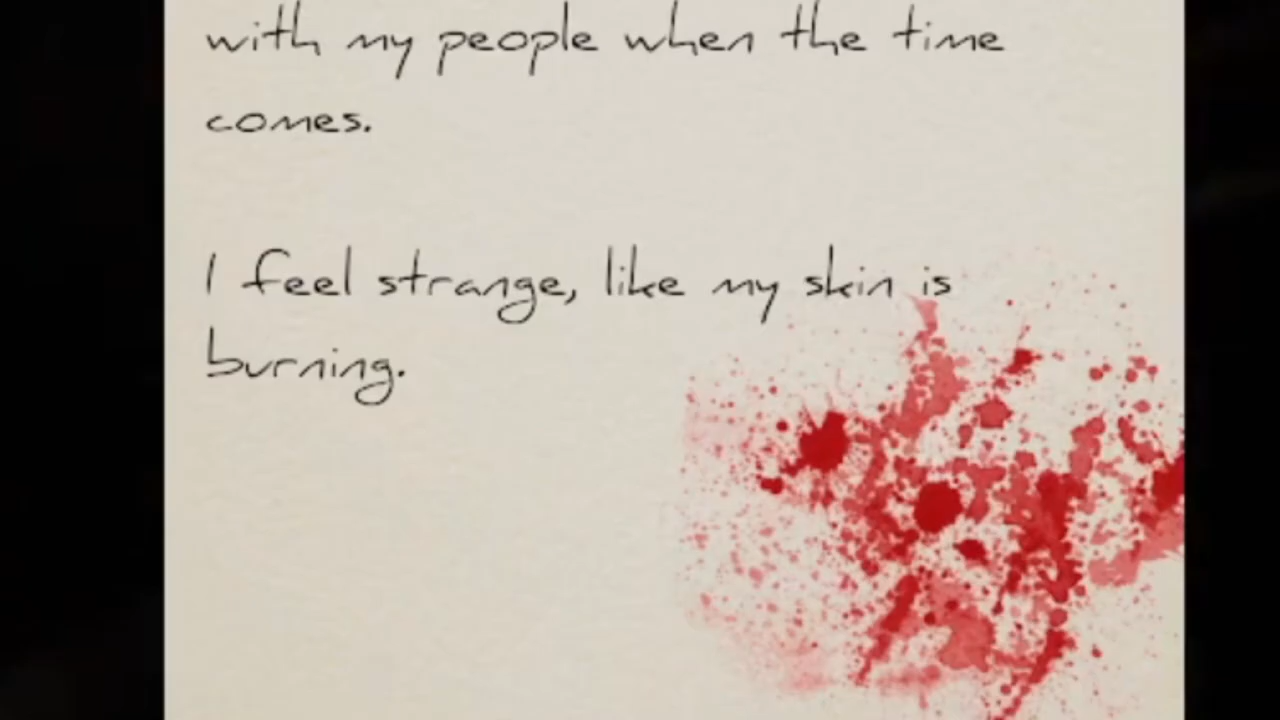 with my people when the time
comes.
I feel strange, like my skin is
burning.